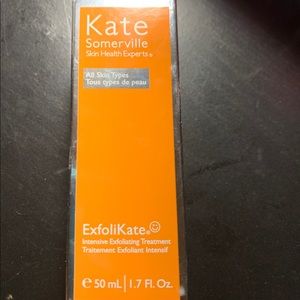 Kate
Somerville
Skin Health Experts®
All Skin Types
Tous types de peau
ExfoliKate®
Intensive Exfoliating Treatment
Traitement Exfoliant Intensif
℮ 50 mL | 1.7 Fl. Oz.